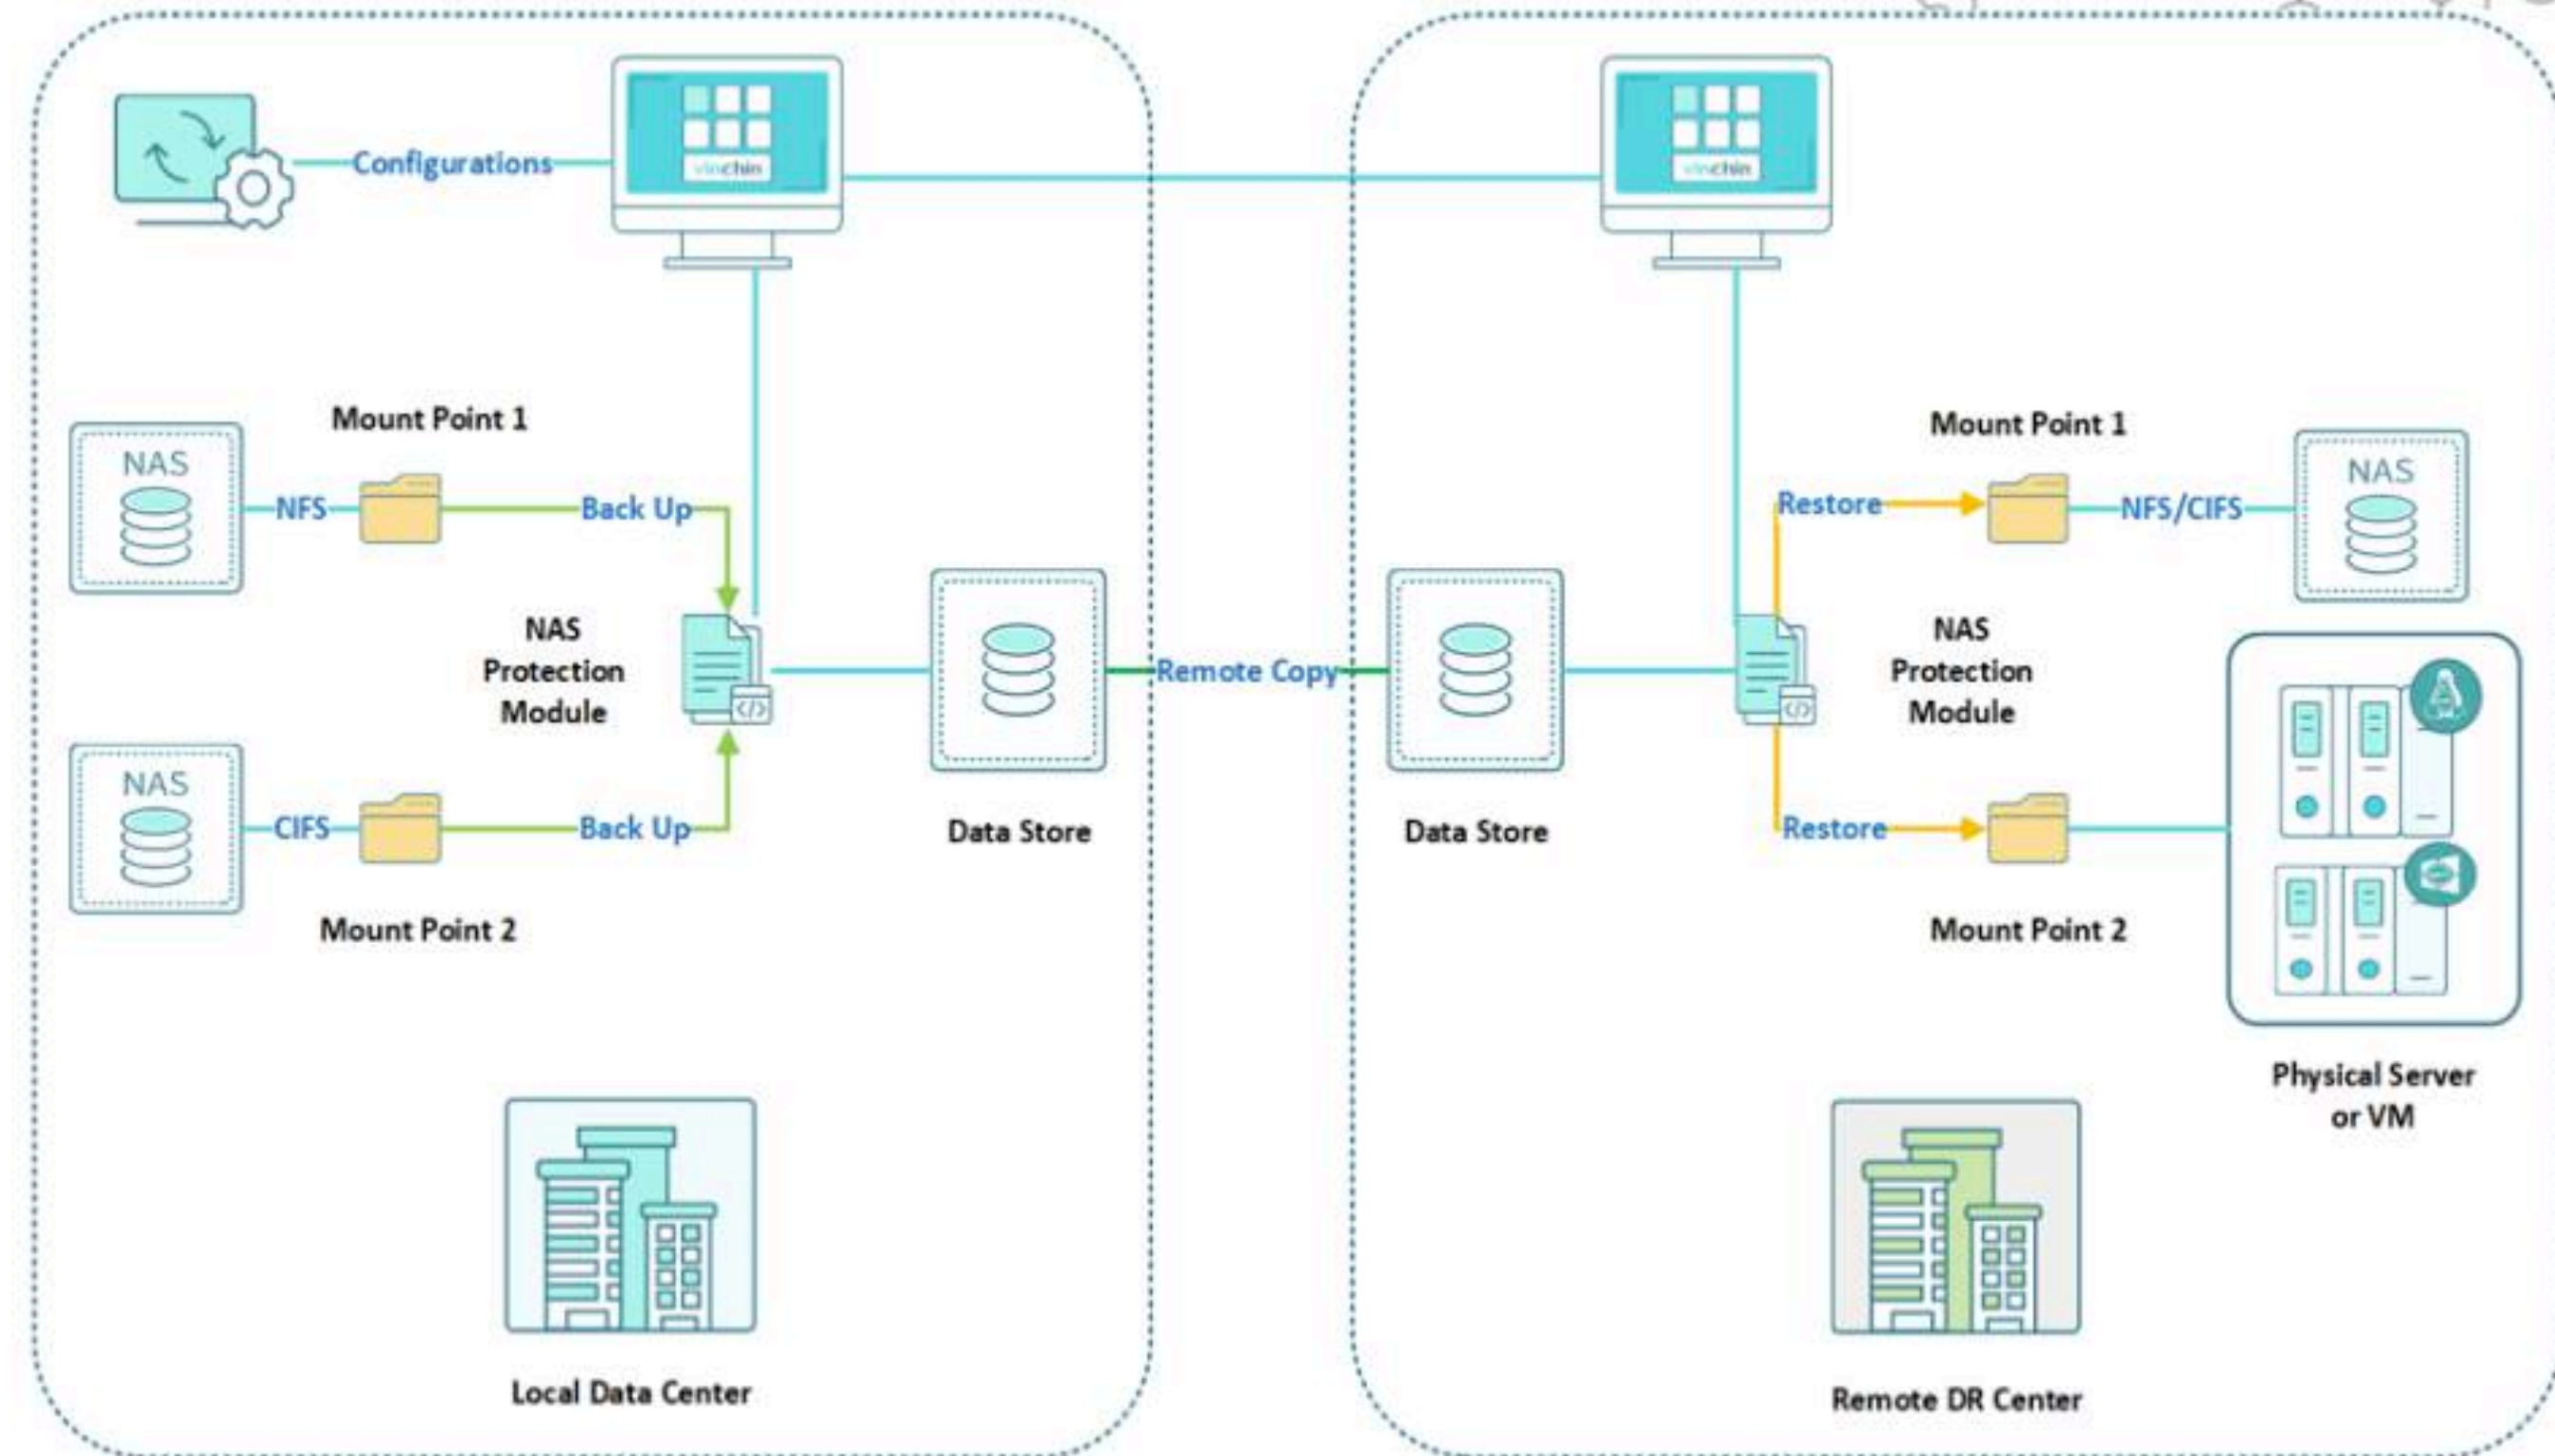 Configurations
vinchin
vinchin
Mount Point 1
NAS
NFS
Back Up
NAS
Protection
Module
NAS
CIFS
Back Up
Mount Point 2
Data Store
Remote Copy
Data Store
Mount Point 1
Restore
NFS/CIFS
NAS
NAS
Protection
Module
Restore
Mount Point 2
Physical Server
or VM
Local Data Center
Remote DR Center